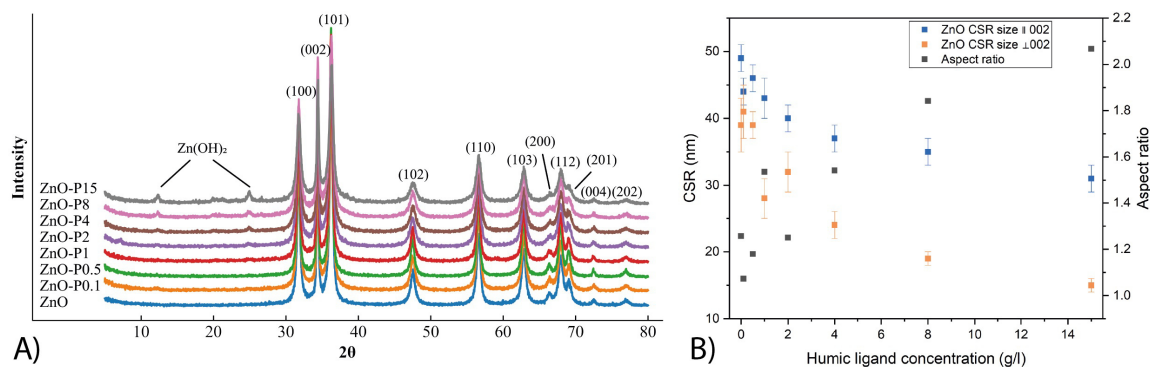 (101)
(002)
(100)
Zn(OH)₂
(102)
(110)
(103)
(200)
(112)
(201)
(004)
(202)
Intensity
ZnO-P15
ZnO-P8
ZnO-P4
ZnO-P2
ZnO-P1
ZnO-P0.5
ZnO-P0.1
ZnO
10 20 30 40 50 60 70 80
2θ
A)
ZnO CSR size ∥ 002
ZnO CSR size ⊥002
Aspect ratio
CSR (nm)
50
40
30
20
10
2.2
2.0
1.8
1.6
1.4
1.2
1.0
Aspect ratio
0 2 4 6 8 10 12 14
Humic ligand concentration (g/l)
B)